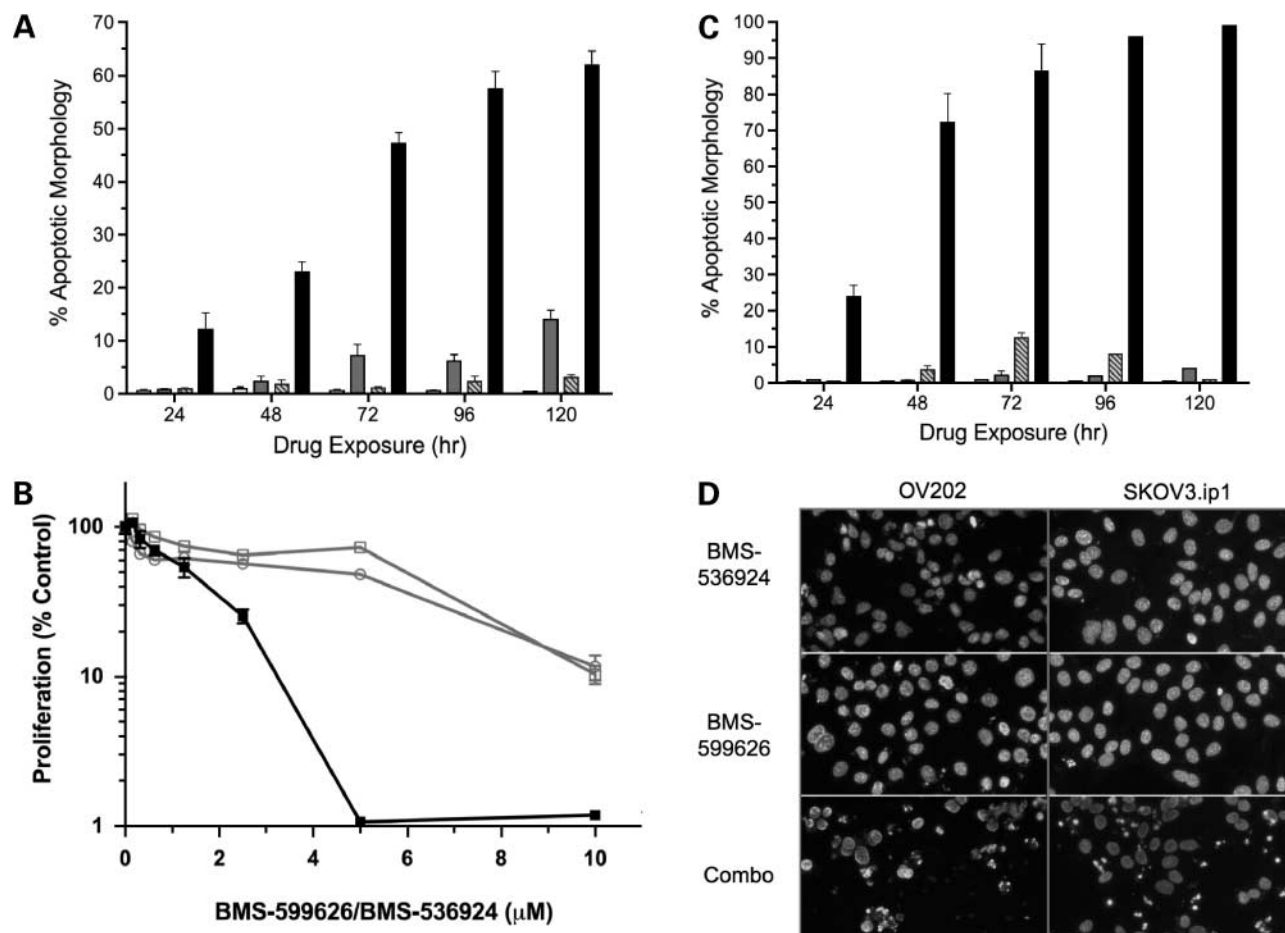 A
70
60
50
40
30
20
10
0
% Apoptotic Morphology
24 48 72 96 120
Drug Exposure (hr)
C
100
90
80
70
60
50
40
30
20
10
0
% Apoptotic Morphology
24 48 72 96 120
Drug Exposure (hr)
B
100
10
1
Proliferation (% Control)
0 2 4 6 8 10
BMS-599626/BMS-536924 (μM)
D
OV202 SKOV3.ip1
BMS-
536924
BMS-
599626
Combo